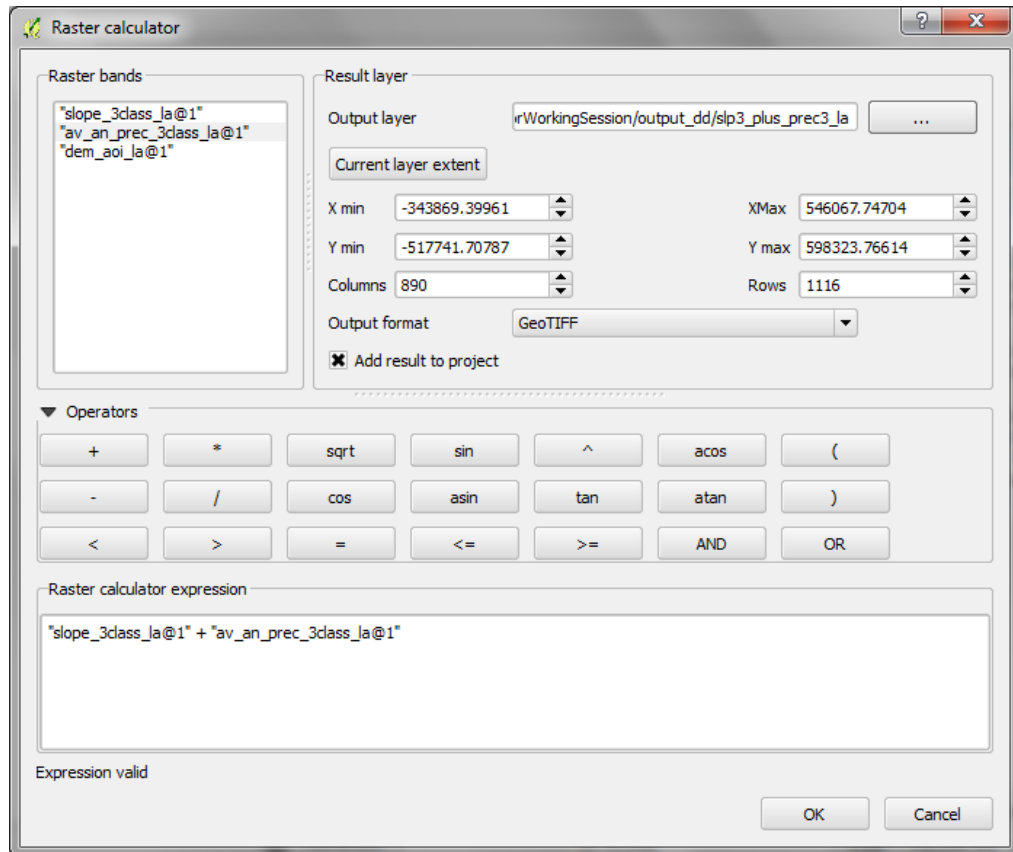 Raster calculator
Raster bands
"slope_3class_la@1"
"av_an_prec_3class_la@1"
"dem_aoi_la@1"
Result layer
Output layer
rWorkingSession/output_dd/slp3_plus_prec3_la
...
Current layer extent
X min -343869.39961 XMax 546067.74704
Y min -517741.70787 Y max 598323.76614
Columns 890 Rows 1116
Output format GeoTIFF
Add result to project
Operators
+ * sqrt sin ^ acos (
- / cos asin tan atan )
< > = <= >= AND OR
Raster calculator expression
"slope_3class_la@1" + "av_an_prec_3class_la@1"
Expression valid
OK Cancel